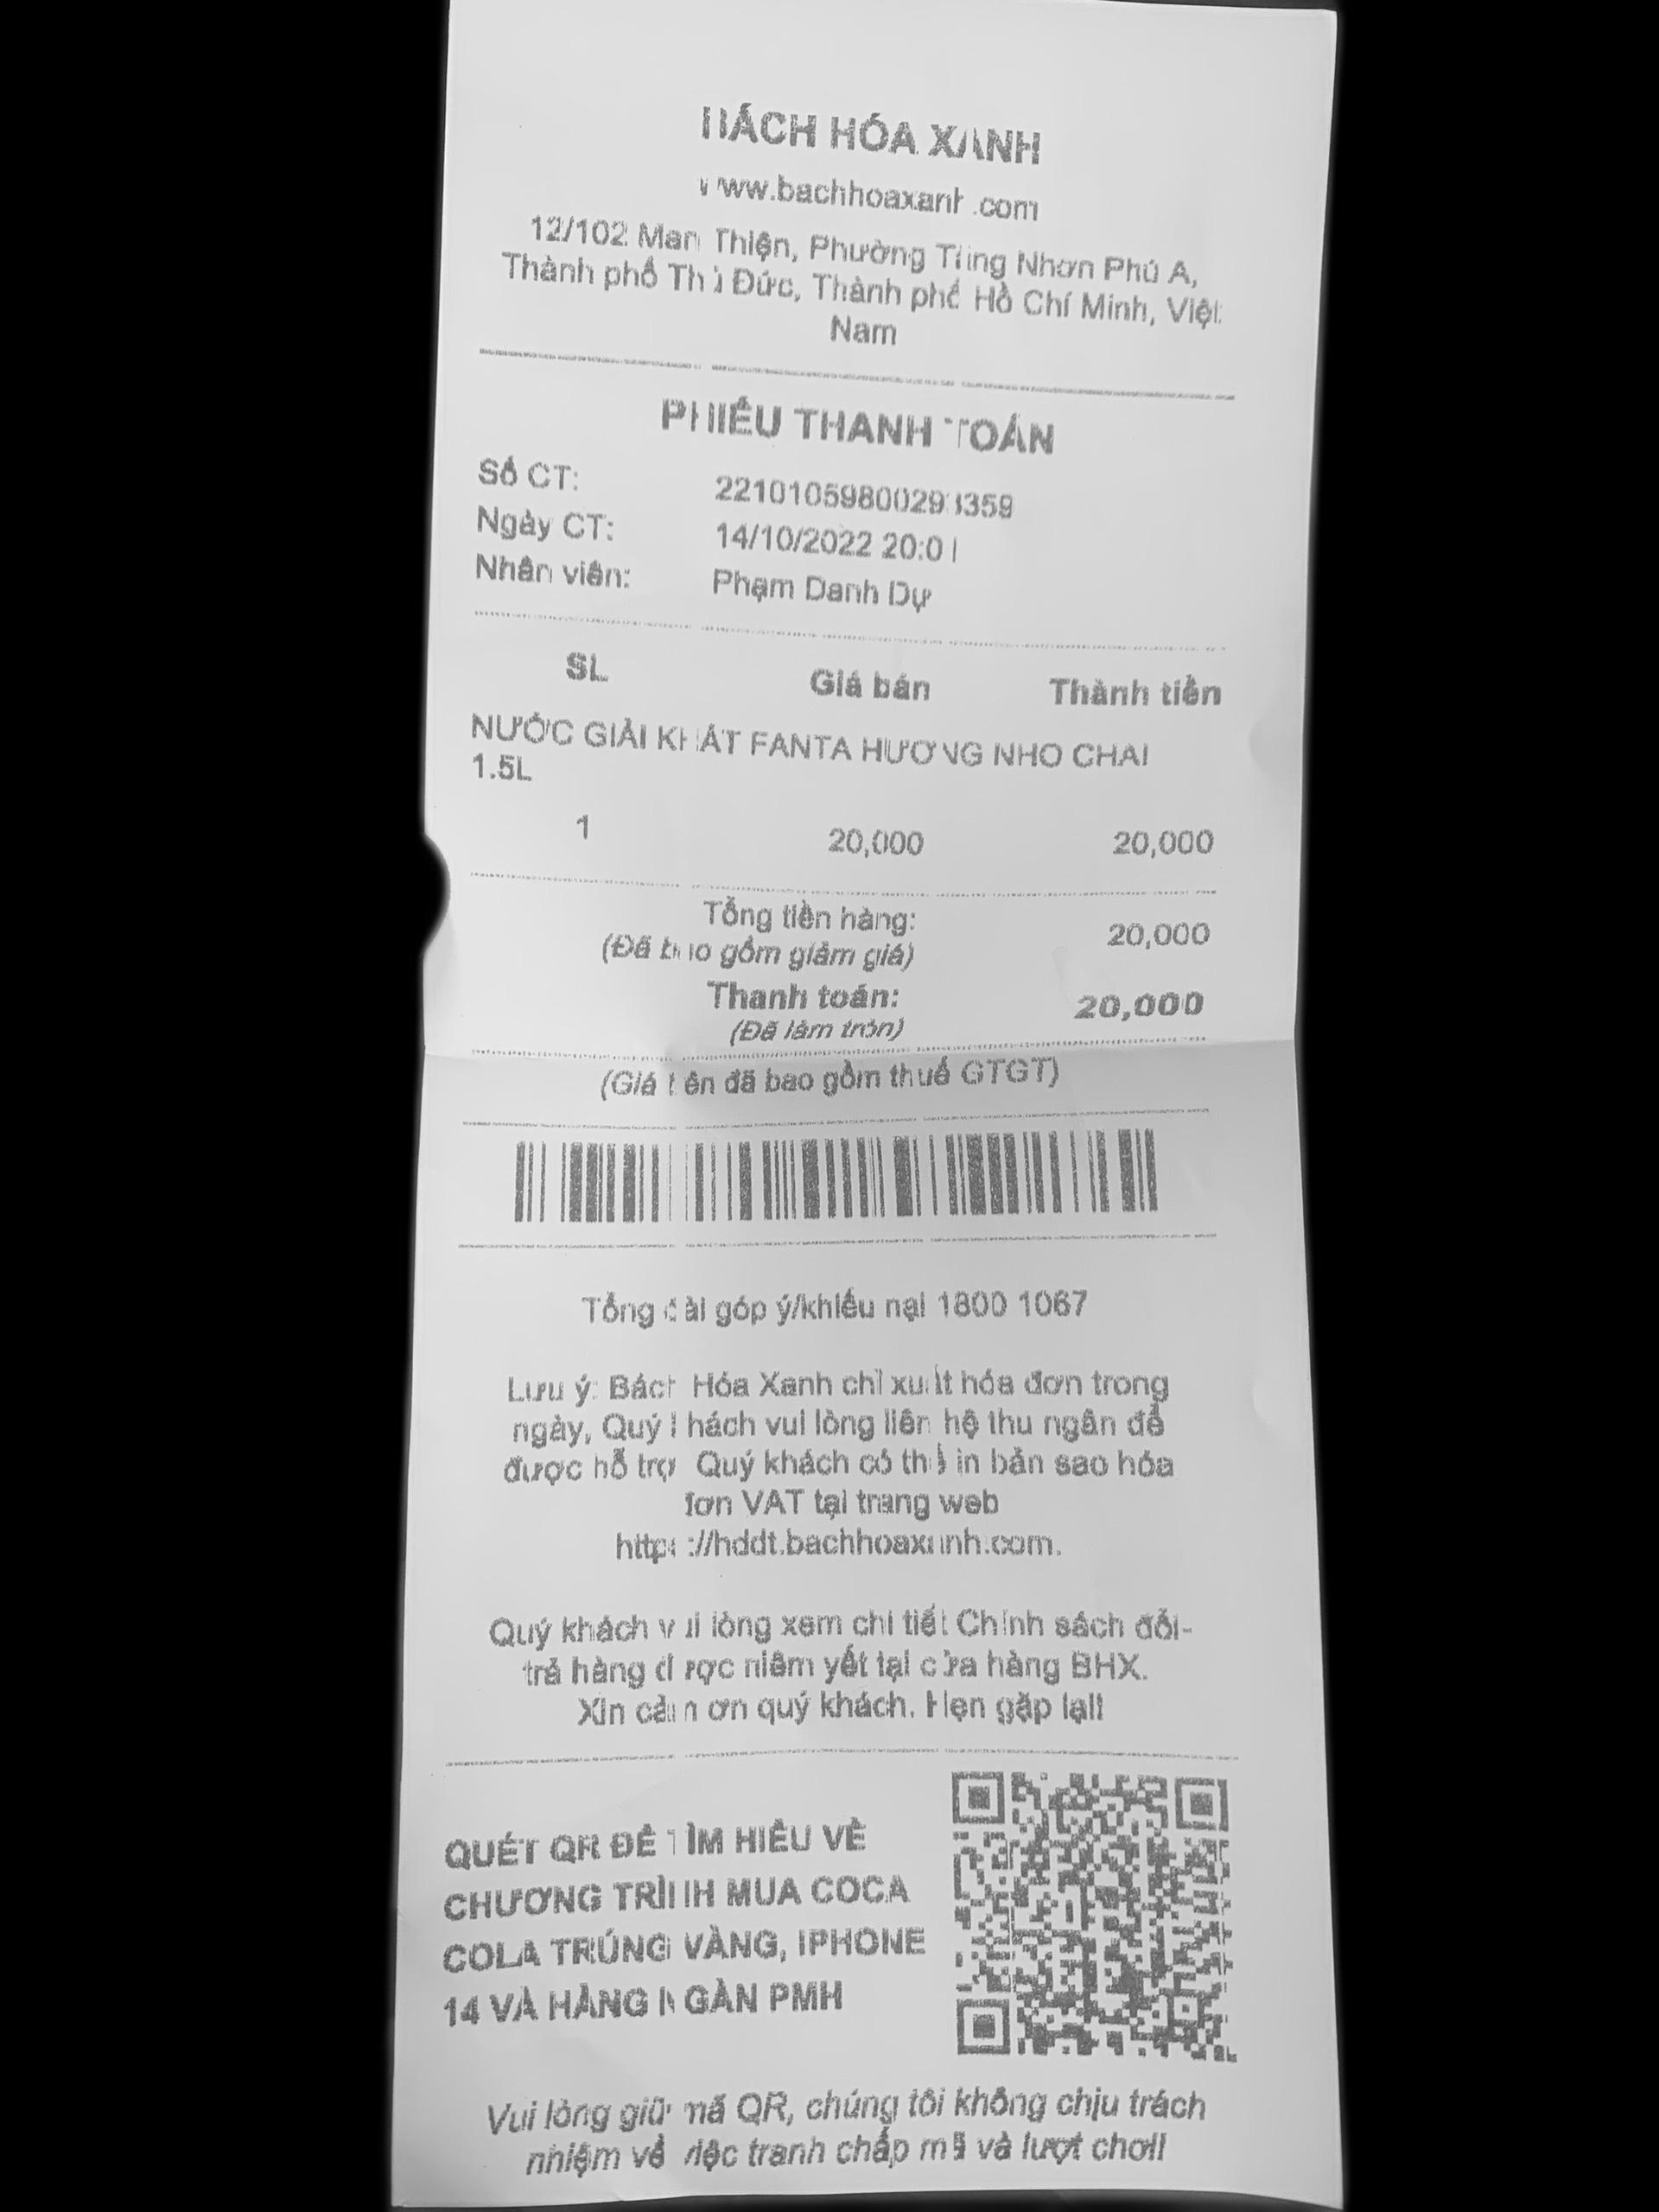 BÁCH HÓA XANH
www.bachhoaxanh.com
12/102 Man Thiện, Phường Tăng Nhơn Phú A,
Thành phố Thủ Đức, Thành phố Hồ Chí Minh, Việt
Nam
PHIẾU THANH TOÁN
Số CT:
Ngày CT: 14/10/2022
Nhân viên: Phạm Danh Dự
SL Giá bán Thành tiền
NƯỚC GIẢI KHÁT FANTA HƯƠNG NHO CHAI
1.5L
1 20,000 20,000
Tổng tiền hàng: 20,000
(Đã bao gồm giảm giá)
Thanh toán: 20,000
(Đã làm tròn)
(Giá trên đã bao gồm thuế GTGT)
Tổng đài góp ý/khiếu nại 1800 1067
Lưu ý: Bách Hóa Xanh chỉ xuất hóa đơn trong
ngày, Quý khách vui lòng liên hệ thu ngân để
được hỗ trợ. Quý khách có thể in bản sao hóa
đơn VAT tại trang web
https://hddt.bachhoaxanh.com.
Quý khách vui lòng xem chi tiết Chính sách đổi-
trả hàng được niêm yết tại cửa hàng BHX.
Xin cảm ơn quý khách. Hẹn gặp lại!
QUÉT QR ĐỂ TÌM HIỂU VỀ
CHƯƠNG TRÌNH MUA COCA
COLA TRÚNG VÀNG, IPHONE
14 VÀ HÀNG NGÀN PMH
Vui lòng giữ mã QR, chúng tôi không chịu trách
nhiệm về việc tranh chấp mã và lượt chơi!